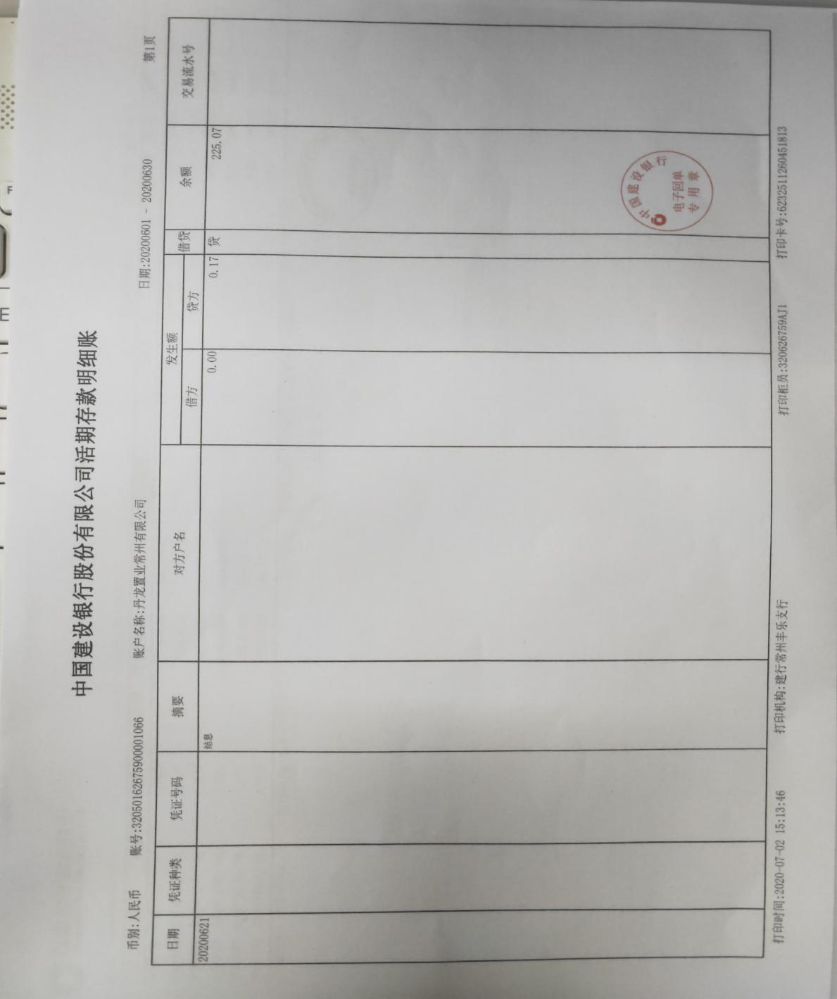 中国建设银行股份有限公司活期存款明细账
币别:人民币 账号:32050162675900001066 账户名称:丹龙置业常州有限公司 日期:20200601 - 20200630 第1页
日期 凭证种类 凭证号码 摘要 对方户名 发生额 借贷 余额 交易流水号
借方 贷方
20200621 结息 0.00 0.17 贷 225.07
中国建设银行
电子回单
专用章
打印时间:2020-07-02 15:13:46 打印机构:建行常州丰乐支行 打印柜员:320626759AJ1 打印卡号:6232511260451813